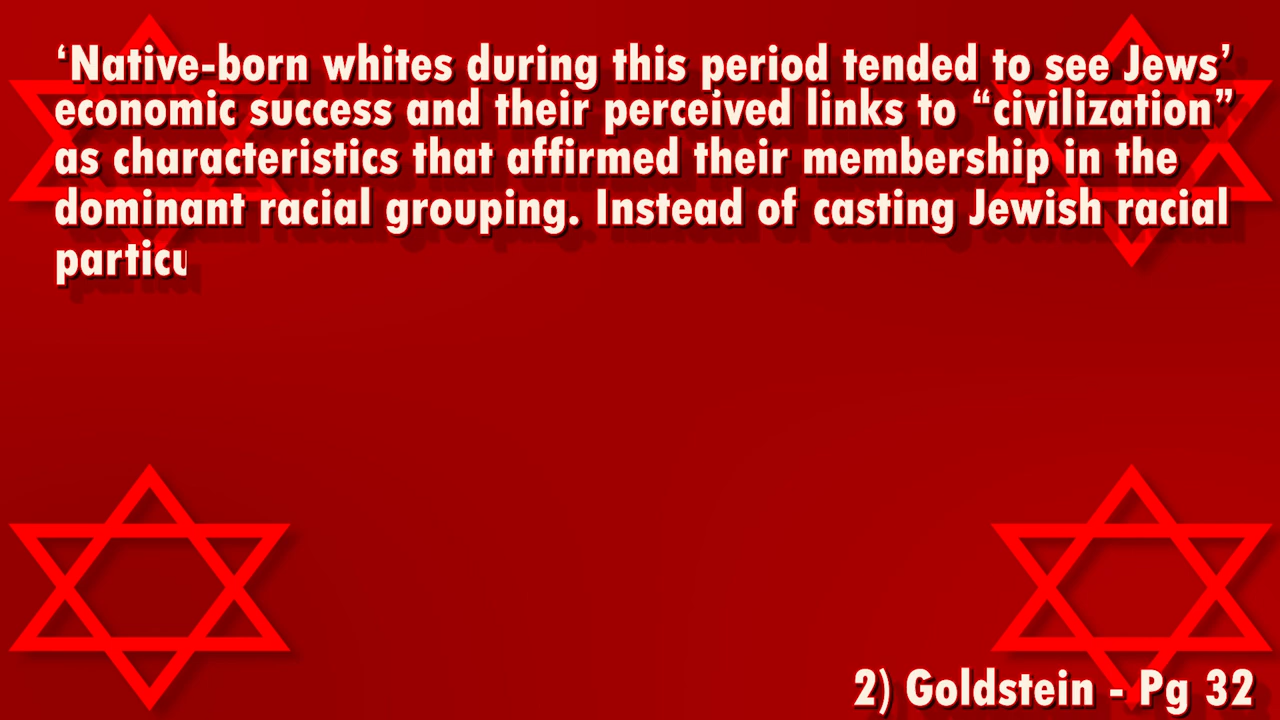 ‘Native-born whites during this period tended to see Jews’
economic success and their perceived links to “civilization”
as characteristics that affirmed their membership in the
dominant racial grouping. Instead of casting Jewish racial
particu
2) Goldstein - Pg 32